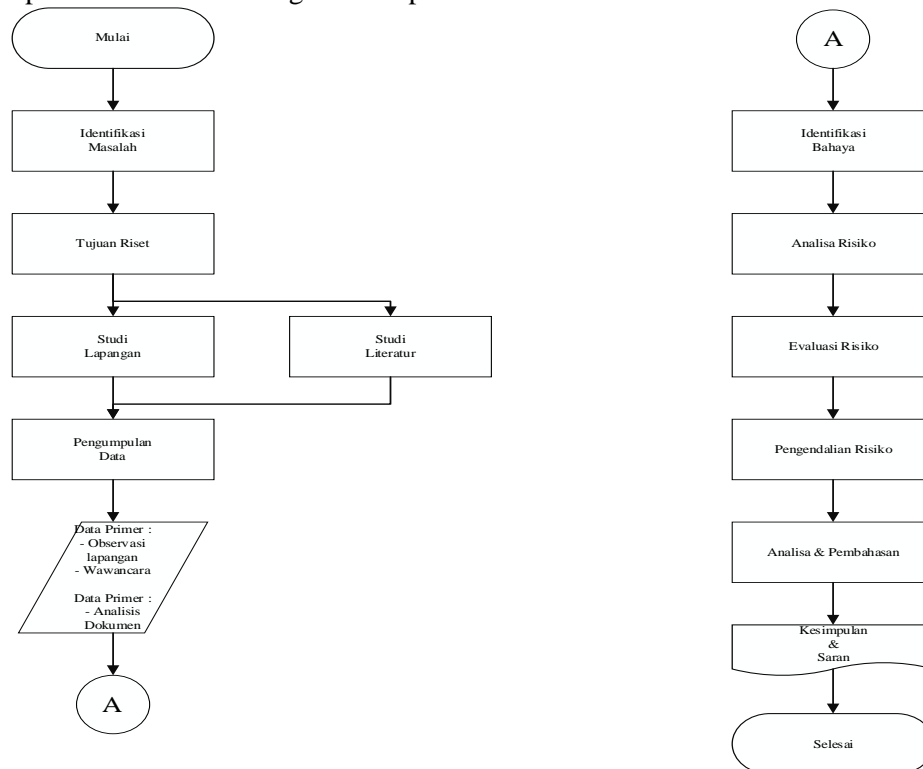 Mulai
Identifikasi
Masalah
Tujuan Riset
Studi
Lapangan
Studi
Literatur
Pengumpulan
Data
Data Primer :
- Observasi
lapangan
- Wawancara
Data Primer :
- Analisis
Dokumen
A
A
Identifikasi
Bahaya
Analisa Risiko
Evaluasi Risiko
Pengendalian Risiko
Analisa & Pembahasan
Kesimpulan
&
Saran
Selesai